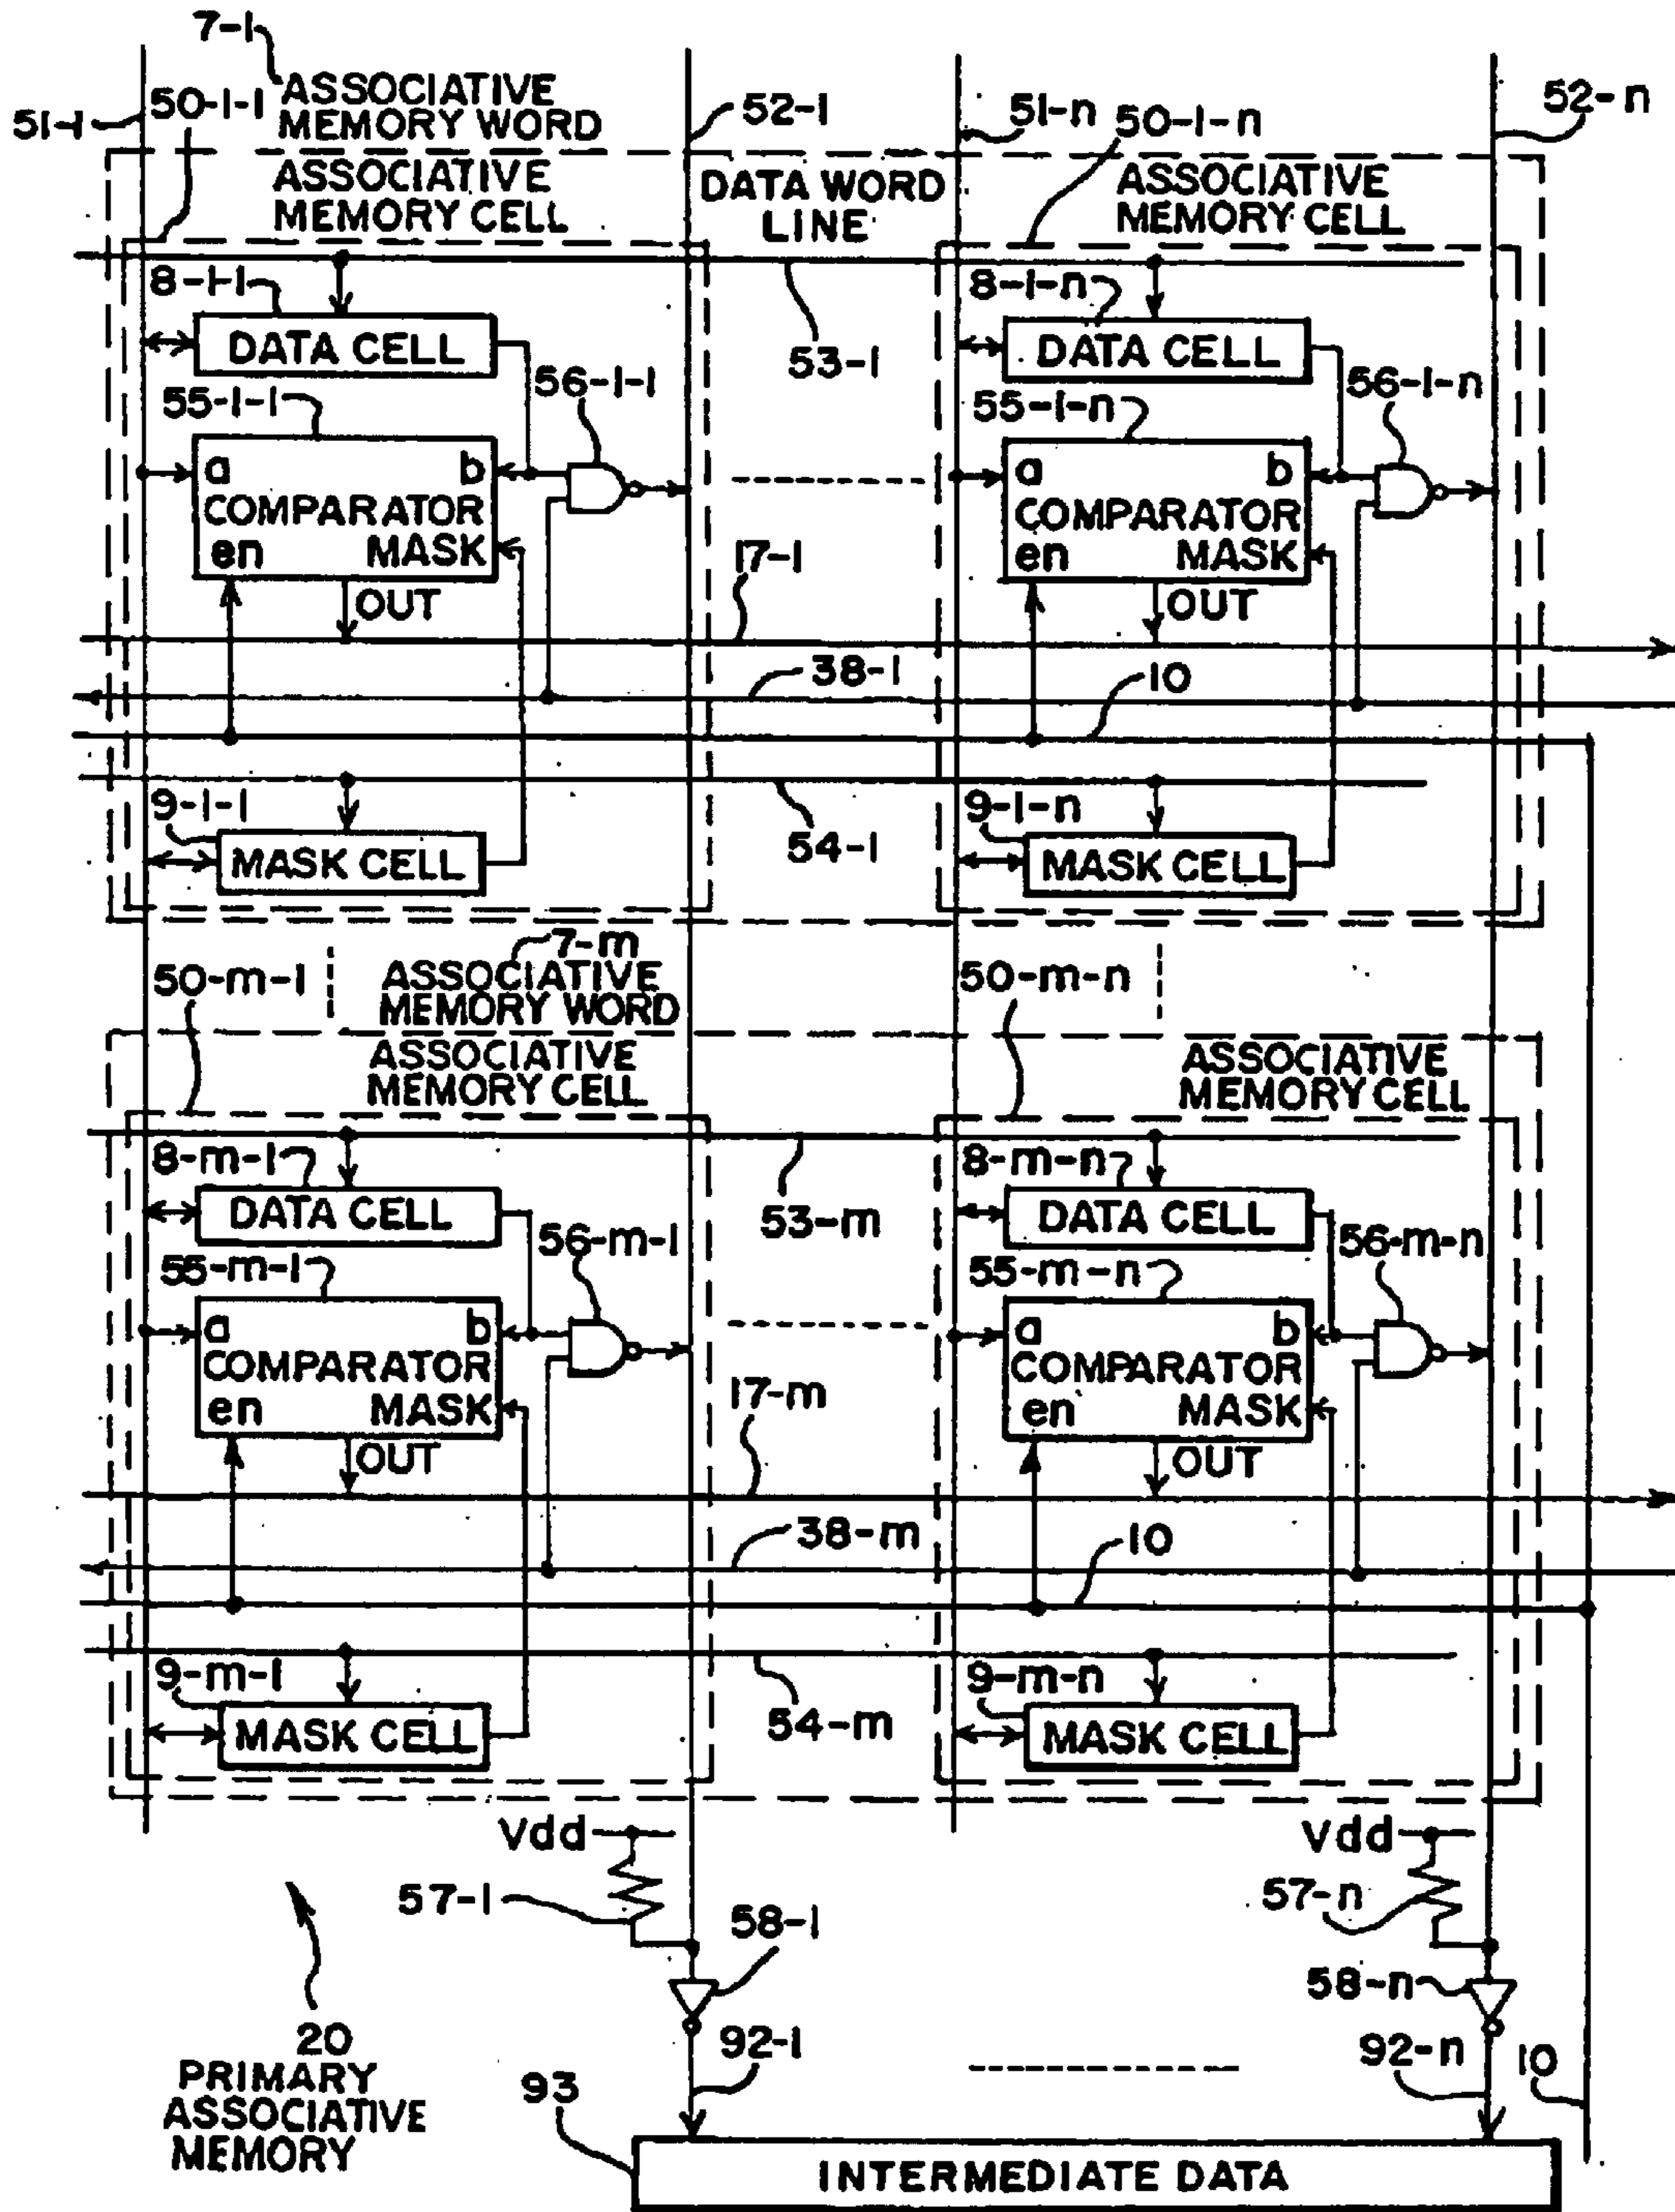 7-1
51-1
50-1-1
ASSOCIATIVE
MEMORY WORD
52-1
51-n
50-1-n
52-n
ASSOCIATIVE
MEMORY CELL
DATA WORD
LINE
ASSOCIATIVE
MEMORY CELL
8-1-1
8-1-n
DATA CELL
53-1
DATA CELL
55-1-1
56-1-1
55-1-n
56-1-n
a b
COMPARATOR
en MASK
OUT
a b
COMPARATOR
en MASK
OUT
17-1
38-1
10
9-1-1
54-1
9-1-n
MASK CELL
MASK CELL
50-m-1
7-m
ASSOCIATIVE
MEMORY WORD
50-m-n
ASSOCIATIVE
MEMORY CELL
ASSOCIATIVE
MEMORY CELL
8-m-1
8-m-n
DATA CELL
53-m
DATA CELL
55-m-1
56-m-1
55-m-n
56-m-n
a b
COMPARATOR
en MASK
OUT
a b
COMPARATOR
en MASK
OUT
17-m
38-m
10
9-m-1
54-m
9-m-n
MASK CELL
MASK CELL
Vdd
Vdd
57-1
58-1
57-n
58-n
20
PRIMARY
ASSOCIATIVE
MEMORY
92-1
92-n
10
93
INTERMEDIATE DATA